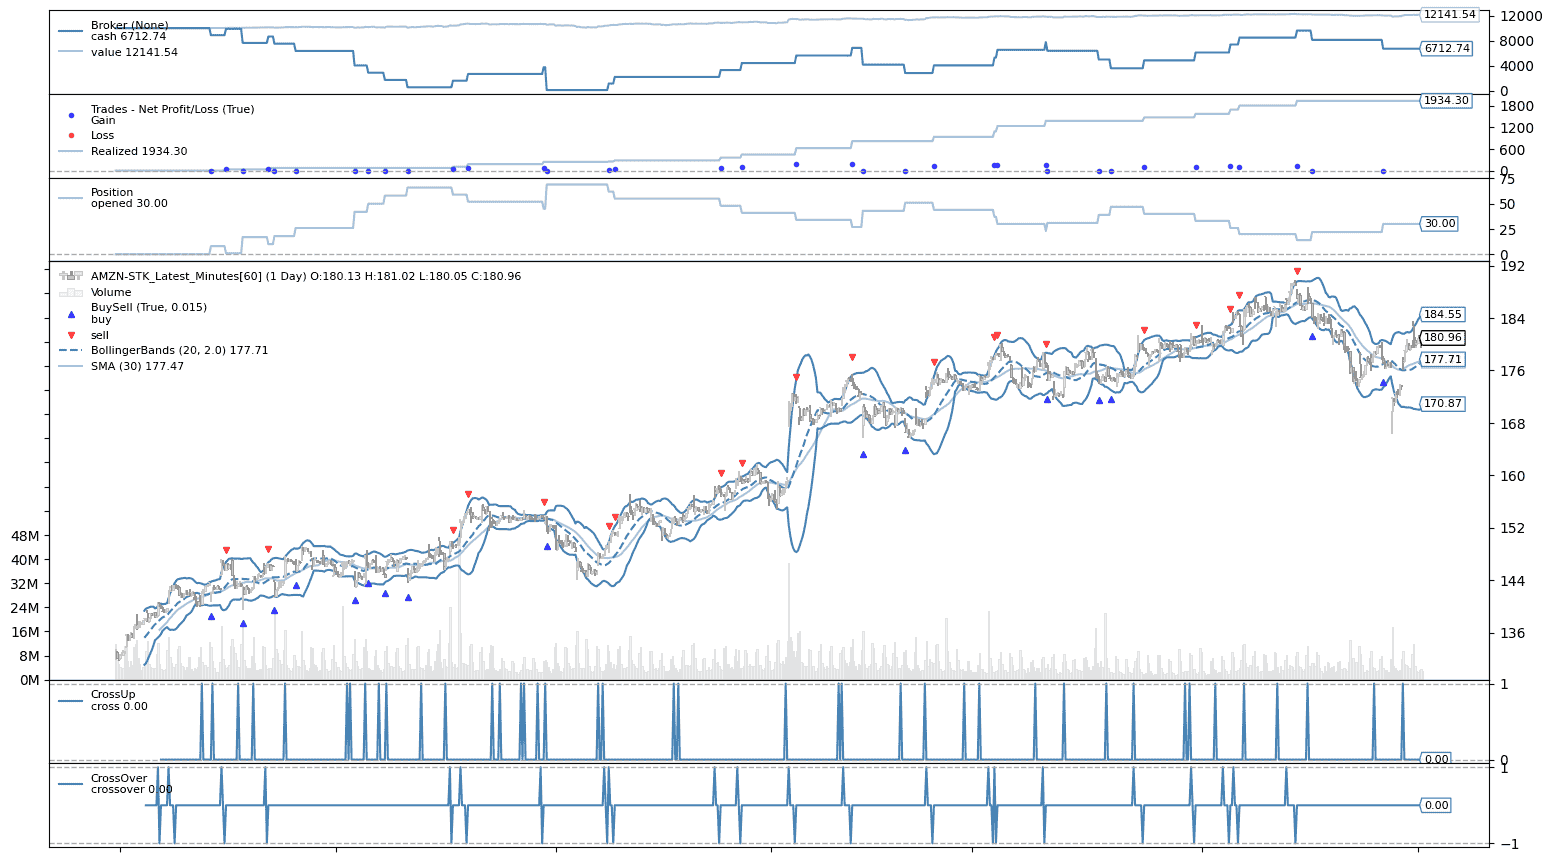 Broker (None)
cash 6712.74
value 12141.54
12141.54
6712.74
12000
8000
4000
0
Trades - Net Profit/Loss (True)
Gain
Loss
Realized 1934.30
1934.30
1800
1200
600
0
Position
opened 30.00
30.00
75
50
25
0
AMZN-STK_Latest_Minutes[60] (1 Day) O:180.13 H:181.02 L:180.05 C:180.96
Volume
BuySell (True, 0.015)
buy
sell
BollingerBands (20, 2.0) 177.71
SMA (30) 177.47
184.55
180.96
177.71
170.87
192
184
176
168
160
152
144
136
48M
40M
32M
24M
16M
8M
0M
CrossUp
cross 0.00
0.00
1
0
CrossOver
crossover 0.00
0.00
1
−1